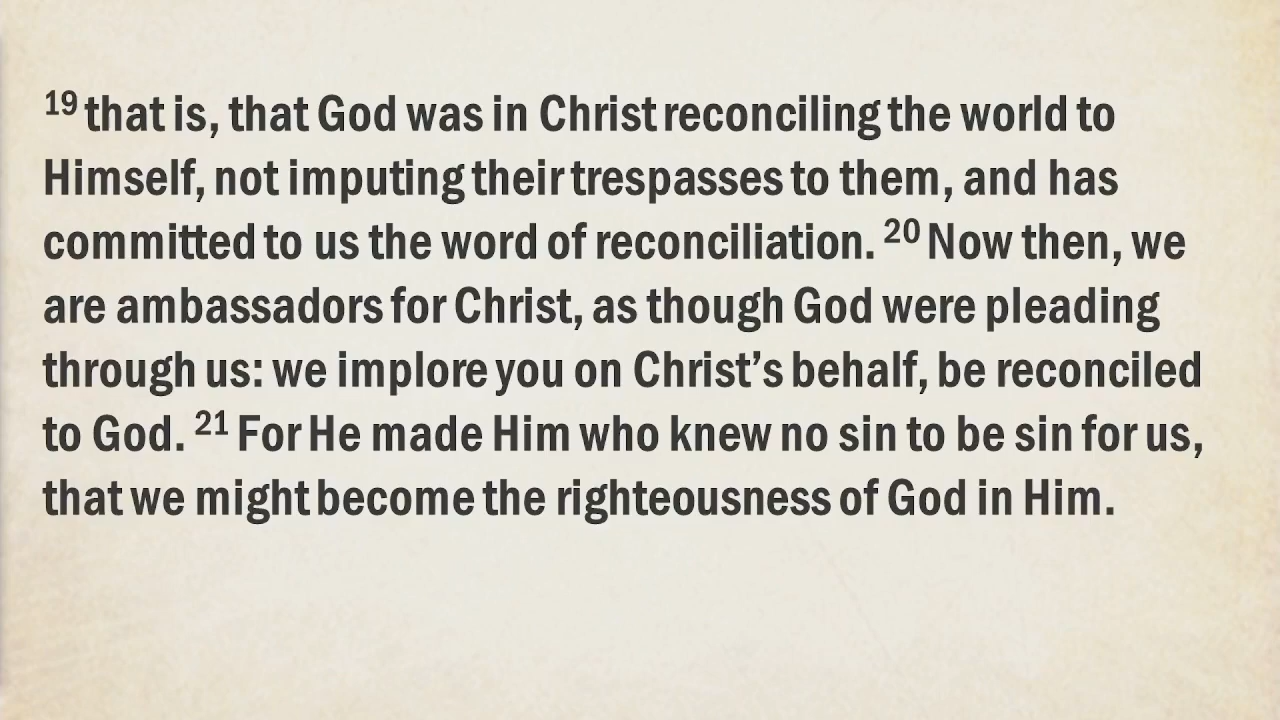 19 that is, that God was in Christ reconciling the world to
Himself, not imputing their trespasses to them, and has
committed to us the word of reconciliation. 20 Now then, we
are ambassadors for Christ, as though God were pleading
through us: we implore you on Christ’s behalf, be reconciled
to God. 21 For He made Him who knew no sin to be sin for us,
that we might become the righteousness of God in Him.